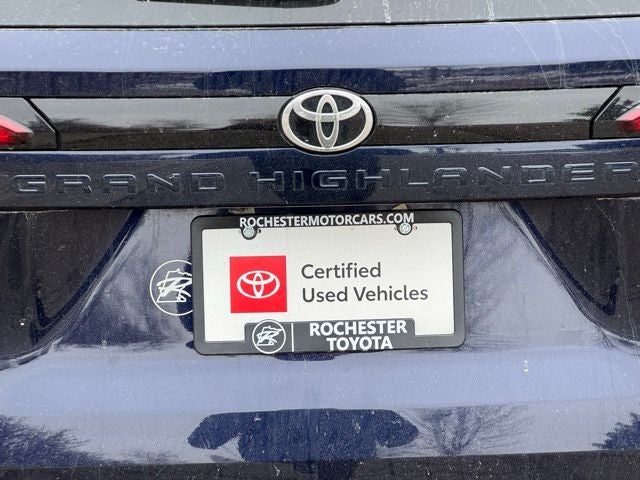 GRAND HIGHLANDER
ROCHESTERMOTORCARS.COM
Certified
Used Vehicles
ROCHESTER
TOYOTA